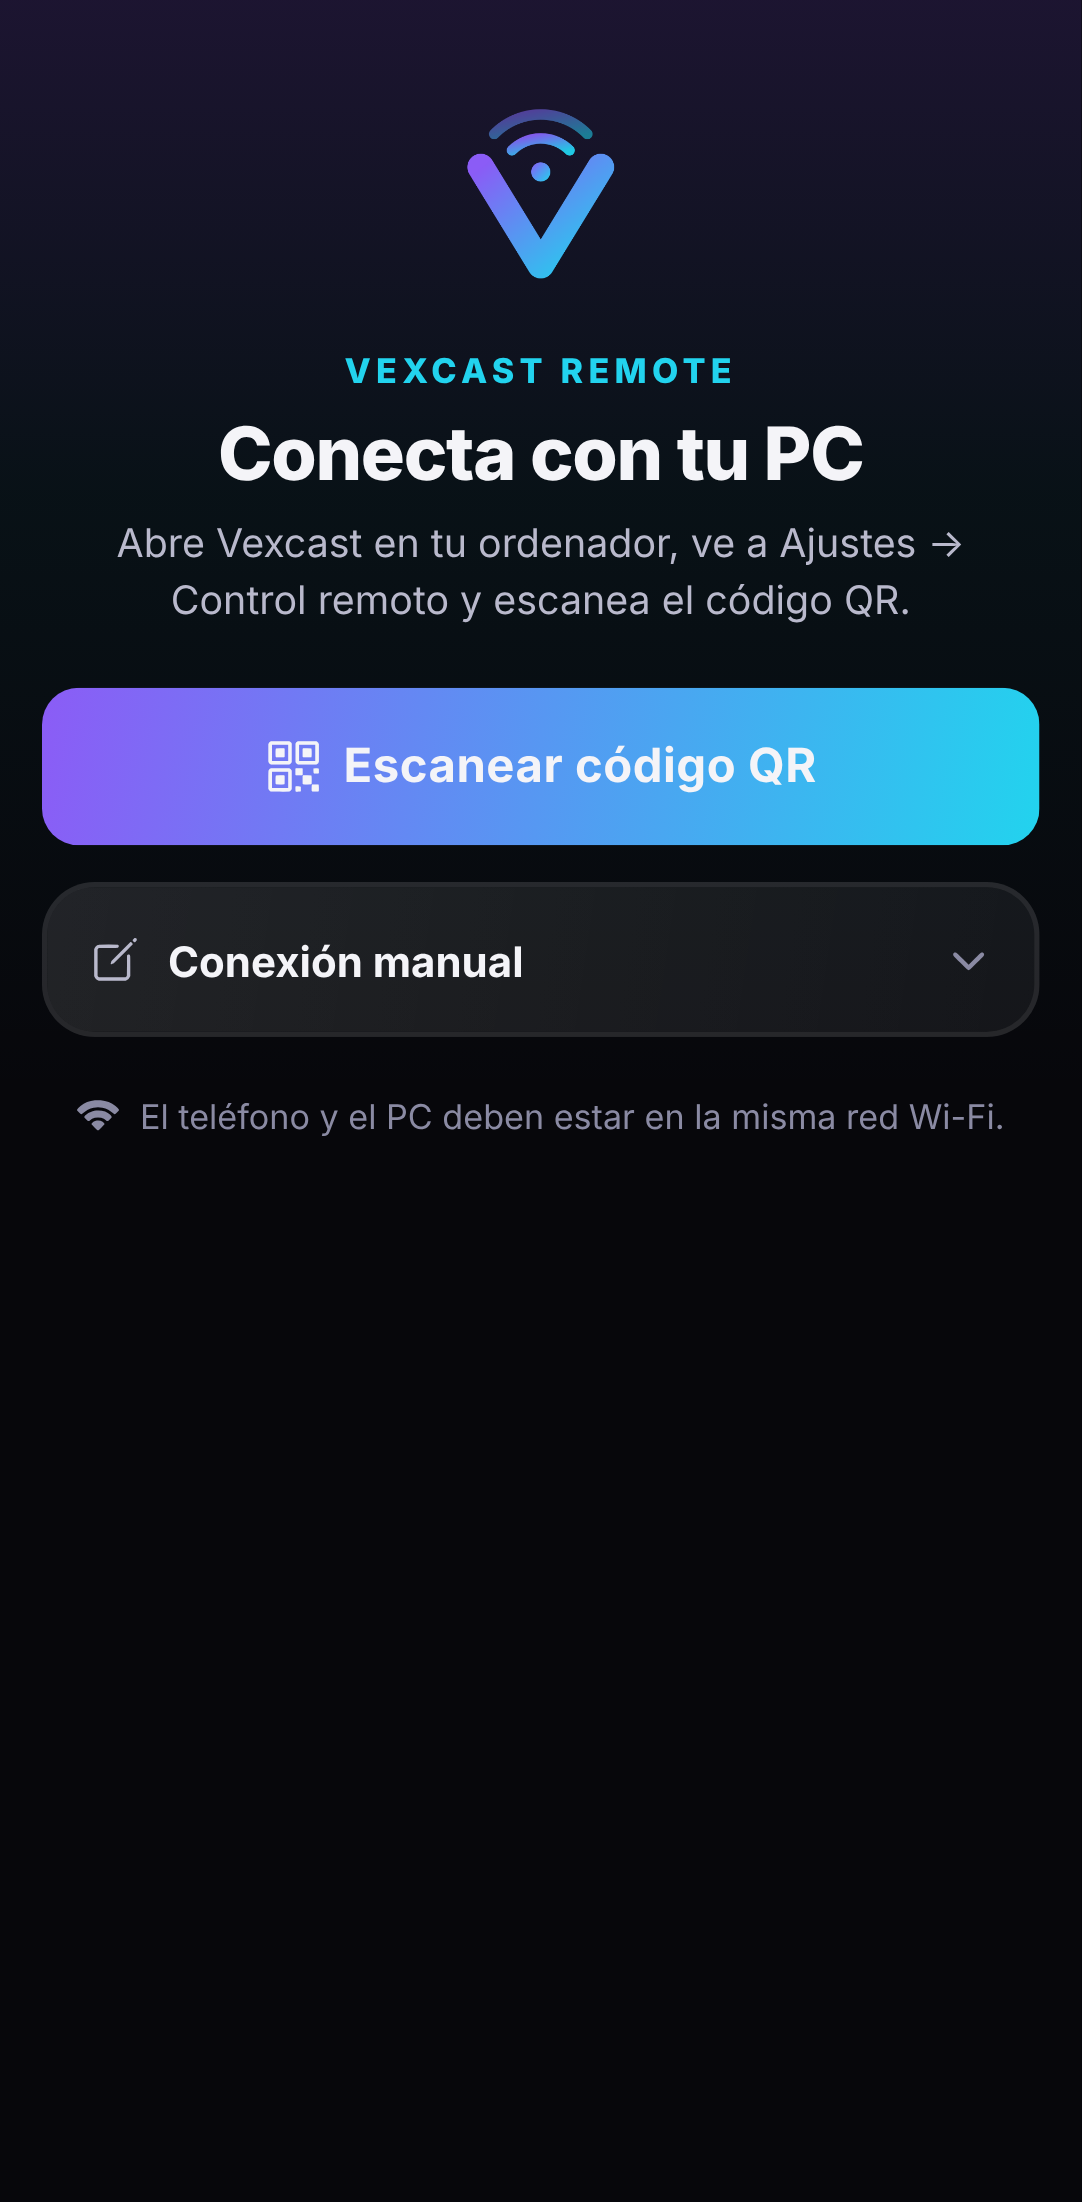 VEXCAST REMOTE
Conecta con tu PC
Abre Vexcast en tu ordenador, ve a Ajustes →
Control remoto y escanea el código QR.
Escanear código QR
Conexión manual
El teléfono y el PC deben estar en la misma red Wi-Fi.